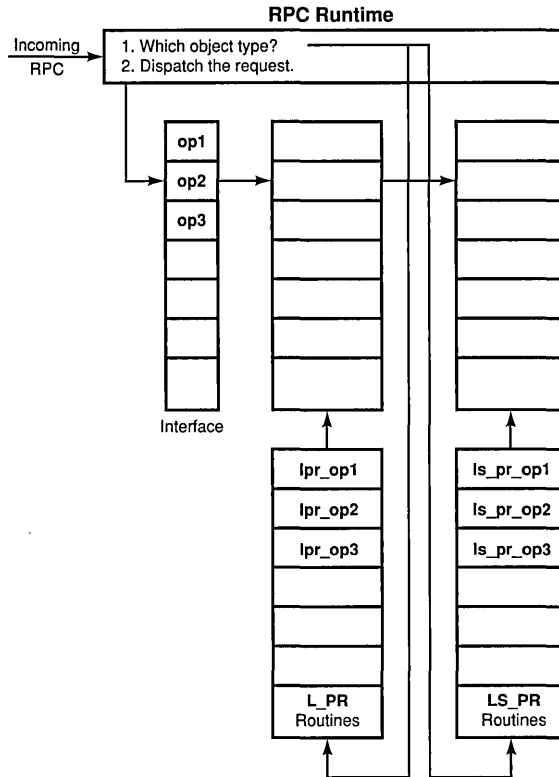 RPC Runtime
Incoming
RPC
1. Which object type?
2. Dispatch the request.
op1
op2
op3
Interface
lpr_op1
lpr_op2
lpr_op3
L_PR
Routines
ls_pr_op1
ls_pr_op2
ls_pr_op3
LS_PR
Routines